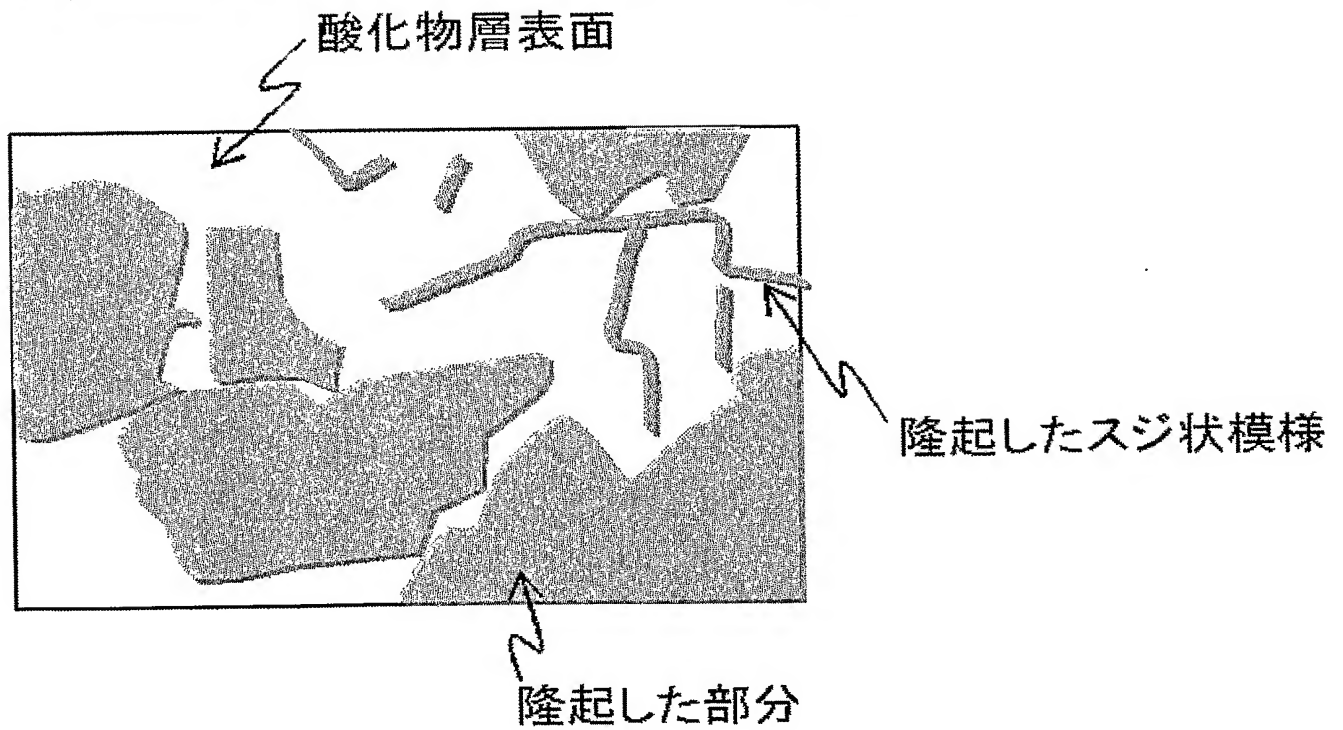 酸化物層表面
隆起したスジ状模様
隆起した部分